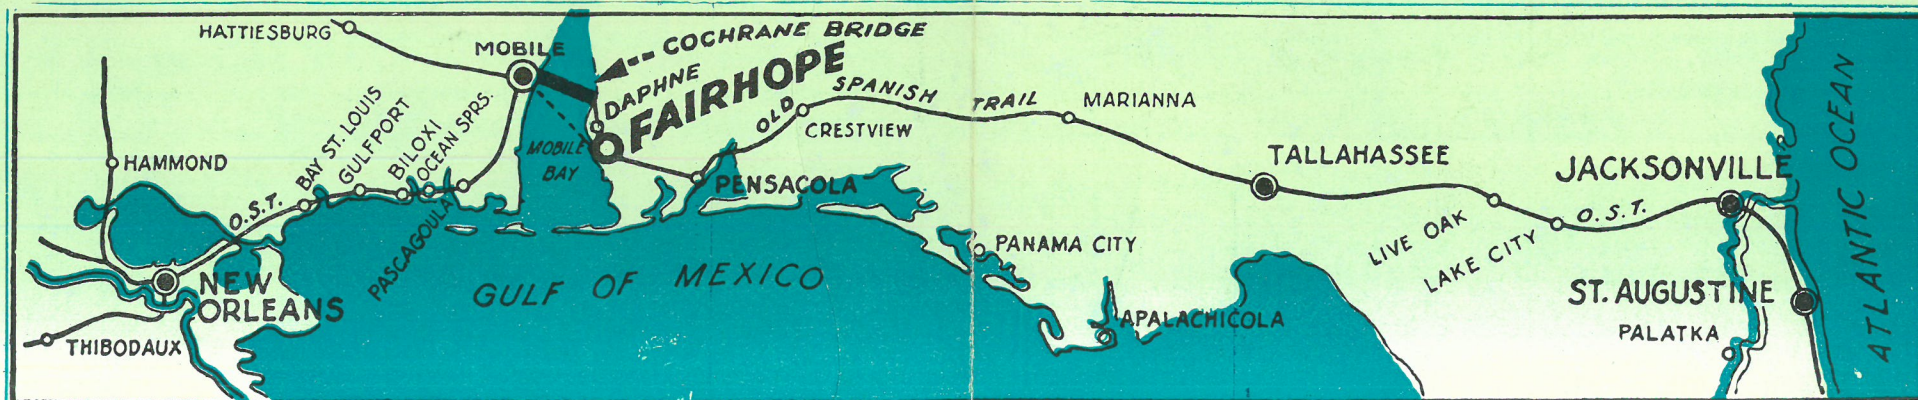 HATTIESBURG
MOBILE
COCHRANE BRIDGE
DAPHNE
FAIRHOPE
OLD SPANISH TRAIL
MARIANNA
CRESTVIEW
HAMMOND
BAY ST. LOUIS
GULFPORT
BILOXI
OCEAN SPRS.
MOBILE
BAY
PENSACOLA
TALLAHASSEE
JACKSONVILLE
O.S.T.
PASCAGOULA
LIVE OAK
LAKE CITY
O.S.T.
PANAMA CITY
NEW
ORLEANS
GULF OF MEXICO
APALACHICOLA
ST. AUGUSTINE
PALATKA
THIBODAUX
ATLANTIC OCEAN